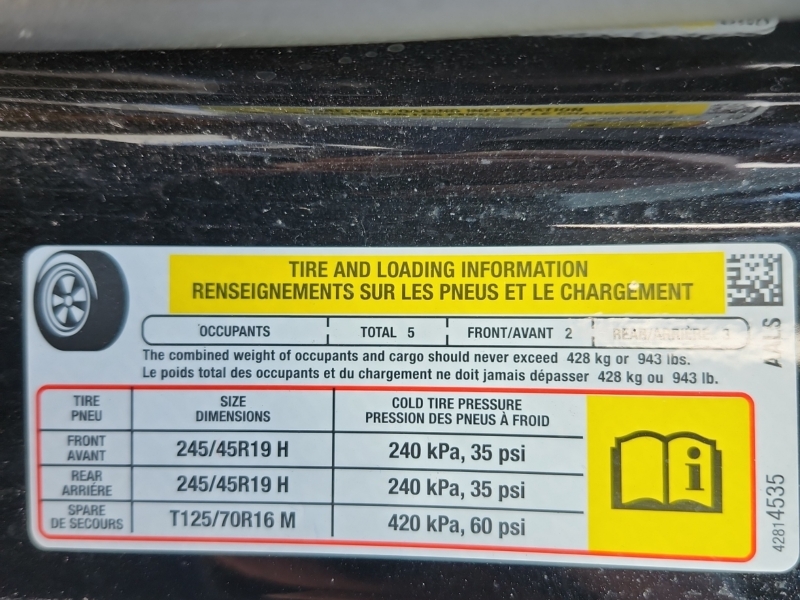 TIRE AND LOADING INFORMATION
RENSEIGNEMENTS SUR LES PNEUS ET LE CHARGEMENT
OCCUPANTS TOTAL 5 FRONT/AVANT 2 REAR/ARRIÈRE 3
The combined weight of occupants and cargo should never exceed 428 kg or 943 lbs.
Le poids total des occupants et du chargement ne doit jamais dépasser 428 kg ou 943 lb.
TIRE
PNEU
SIZE
DIMENSIONS
COLD TIRE PRESSURE
PRESSION DES PNEUS À FROID
FRONT
AVANT
245/45R19 H
240 kPa, 35 psi
REAR
ARRIÈRE
245/45R19 H
240 kPa, 35 psi
SPARE
DE SECOURS
T125/70R16 M
420 kPa, 60 psi
i
42814535